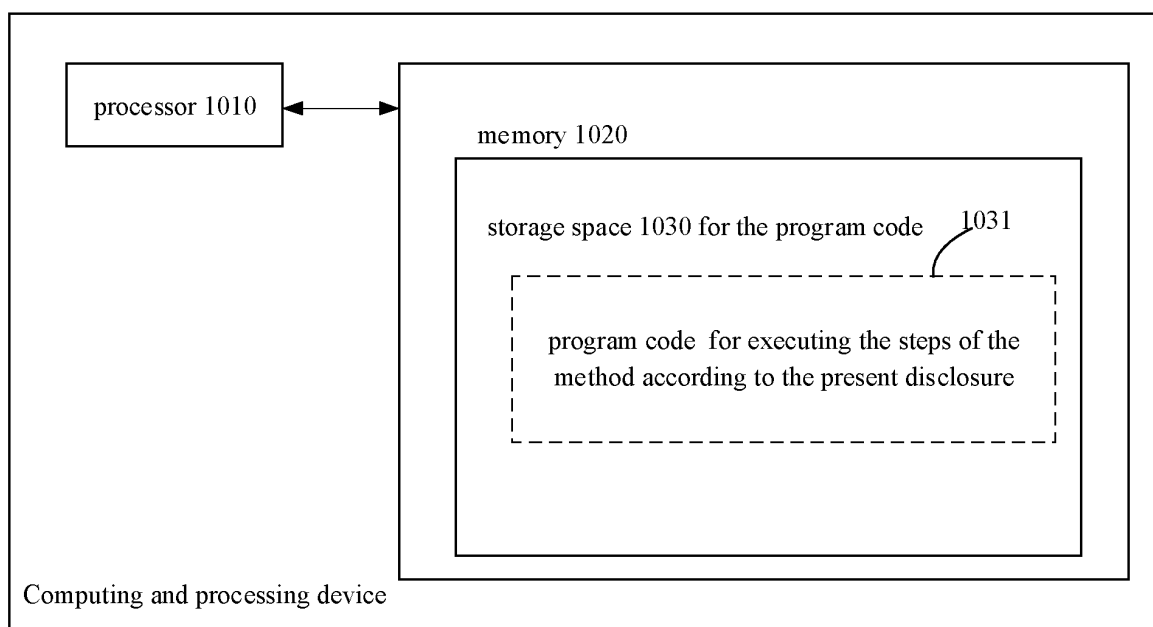 processor 1010
memory 1020
storage space 1030 for the program code
1031
program code for executing the steps of the
method according to the present disclosure
Computing and processing device